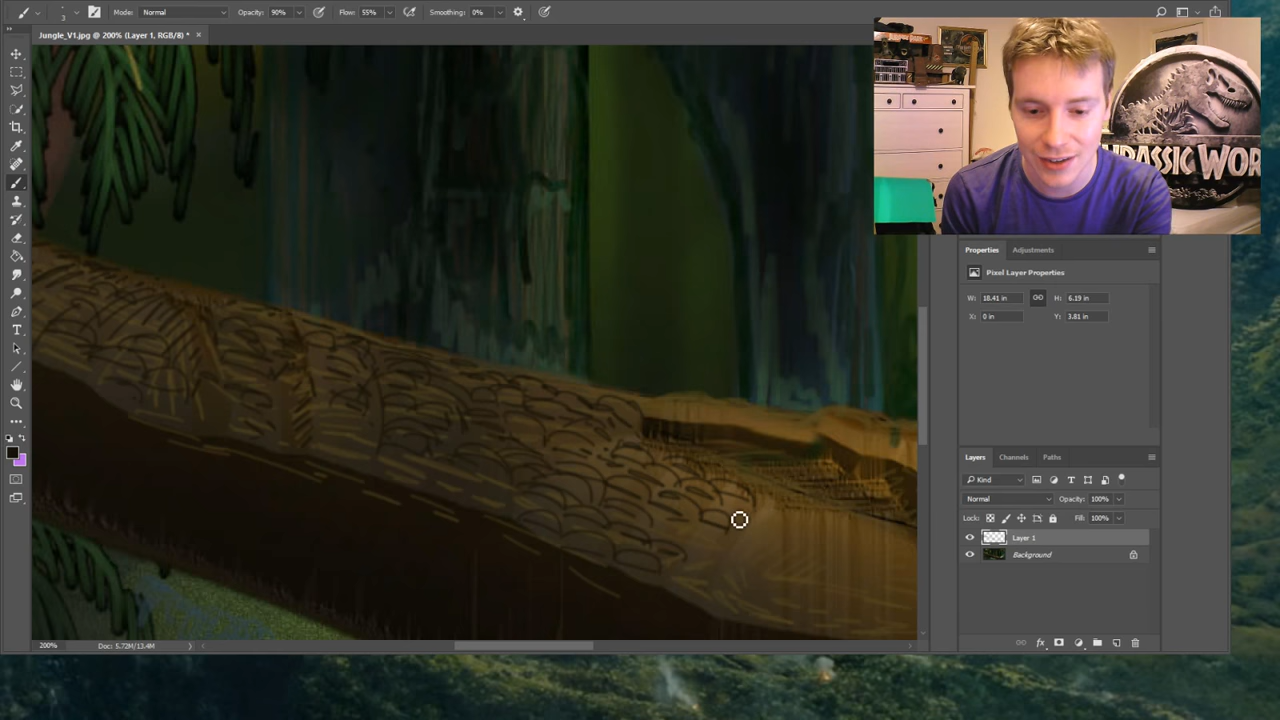 3
Mode: Normal
Opacity: 90%
Flow: 55%
Smoothing: 0%
Jungle_V1.jpg @ 200% (Layer 1, RGB/8) *
JURASSIC WOR
Properties
Adjustments
Pixel Layer Properties
W: 18.41 in
H: 6.19 in
X: 0 in
Y: 3.81 in
Layers
Channels
Paths
Kind
Normal
Opacity: 100%
Lock:
Fill: 100%
Layer 1
Background
200%
Doc: 5.72M/13.4M